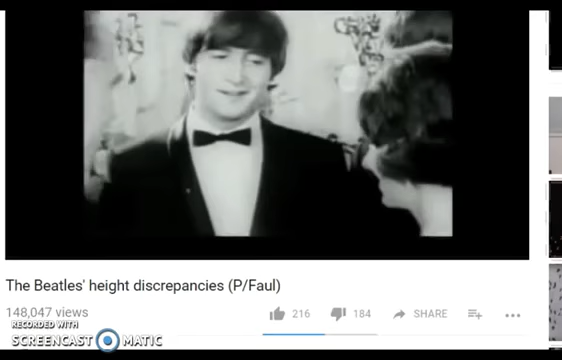 The Beatles' height discrepancies (P/Faul)
148,047 views
216 184 SHARE
RECORDED WITH
SCREENCAST MATIC